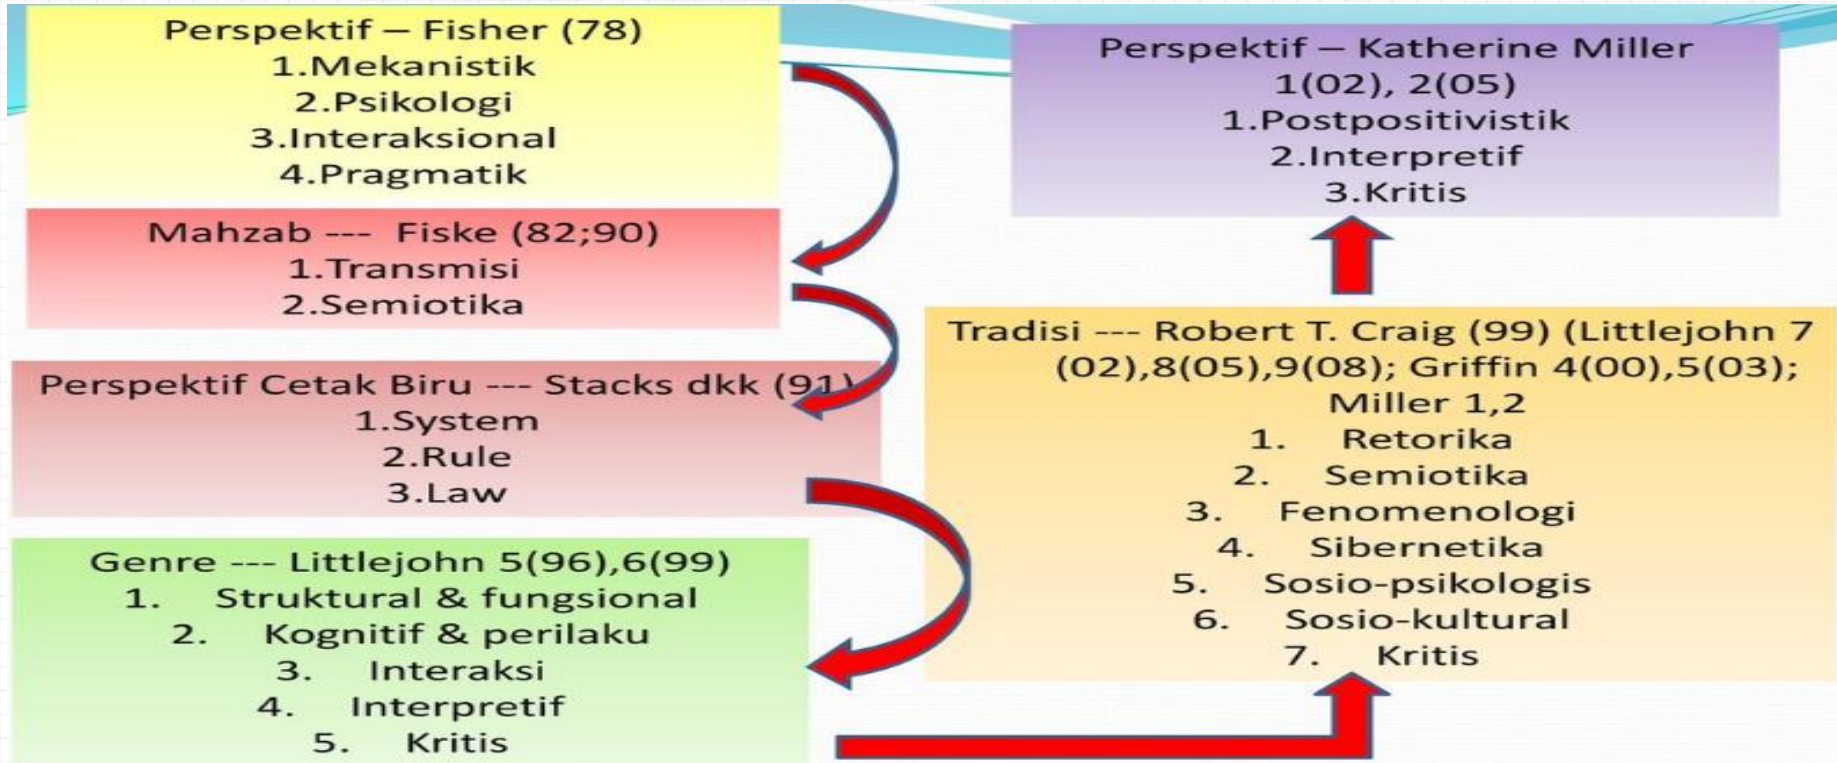 Perspektif – Fisher (78)
1.Mekanistik
2.Psikologi
3.Interaksional
4.Pragmatik
Mahzab --- Fiske (82;90)
1.Transmisi
2.Semiotika
Perspektif Cetak Biru --- Stacks dkk (91)
1.System
2.Rule
3.Law
Genre --- Littlejohn 5(96),6(99)
1. Struktural & fungsional
2. Kognitif & perilaku
3. Interaksi
4. Interpretif
5. Kritis
Tradisi --- Robert T. Craig (99) (Littlejohn 7
(02),8(05),9(08); Griffin 4(00),5(03);
Miller 1,2
1. Retorika
2. Semiotika
3. Fenomenologi
4. Sibernetika
5. Sosio-psikologis
6. Sosio-kultural
7. Kritis
Perspektif – Katherine Miller
1(02), 2(05)
1.Postpositivistik
2.Interpretif
3.Kritis